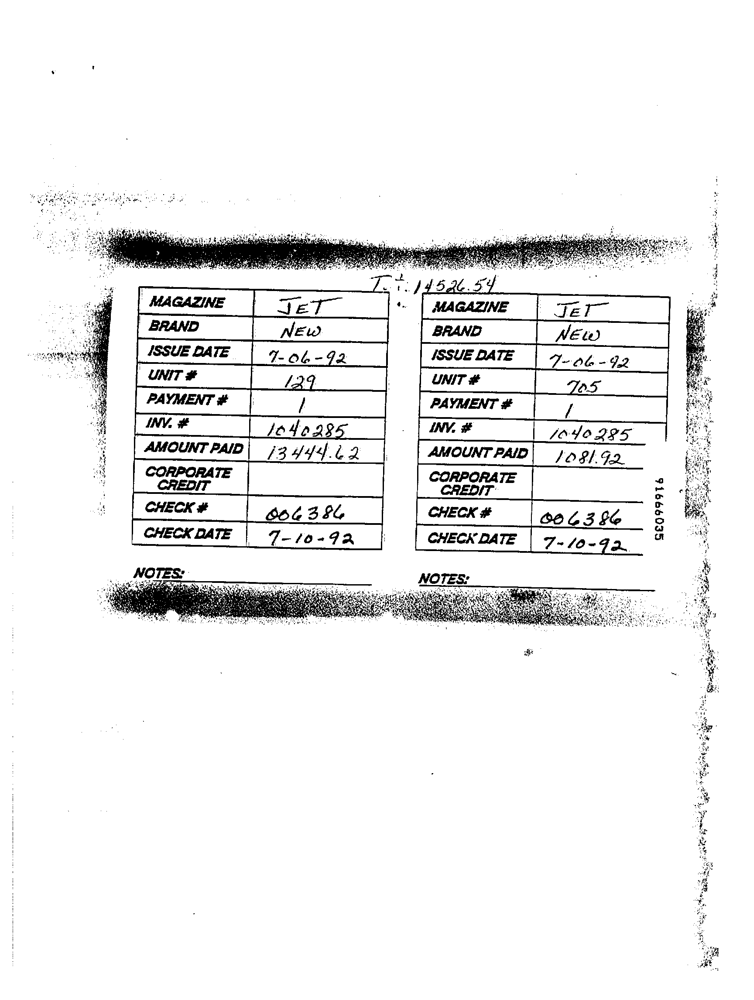 T.t. 14526.54
MAGAZINE JET
BRAND NEW
ISSUE DATE 7-06-92
UNIT # 129
PAYMENT # 1
INV. # 1040285
AMOUNT PAID 13444.62
CORPORATE
CREDIT
CHECK # 006386
CHECK DATE 7-10-92
NOTES:
MAGAZINE JET
BRAND NEW
ISSUE DATE 7-06-92
UNIT # 705
PAYMENT # 1
INV. # 1040285
AMOUNT PAID 1081.92
CORPORATE
CREDIT
CHECK # 006386
CHECK DATE 7-10-92
NOTES:
91666035